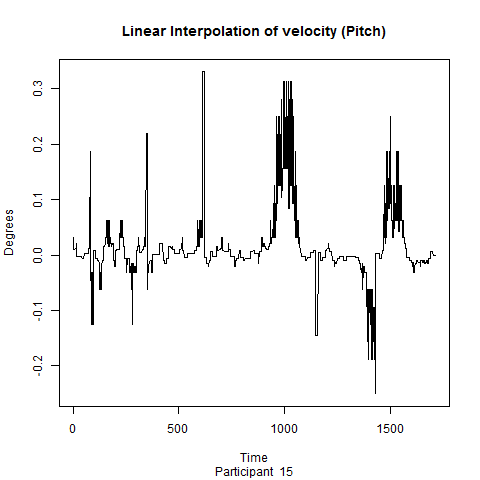 Linear Interpolation of velocity (Pitch)
Degrees
0.3
0.2
0.1
0.0
-0.1
-0.2
0 500 1000 1500
Time
Participant 15